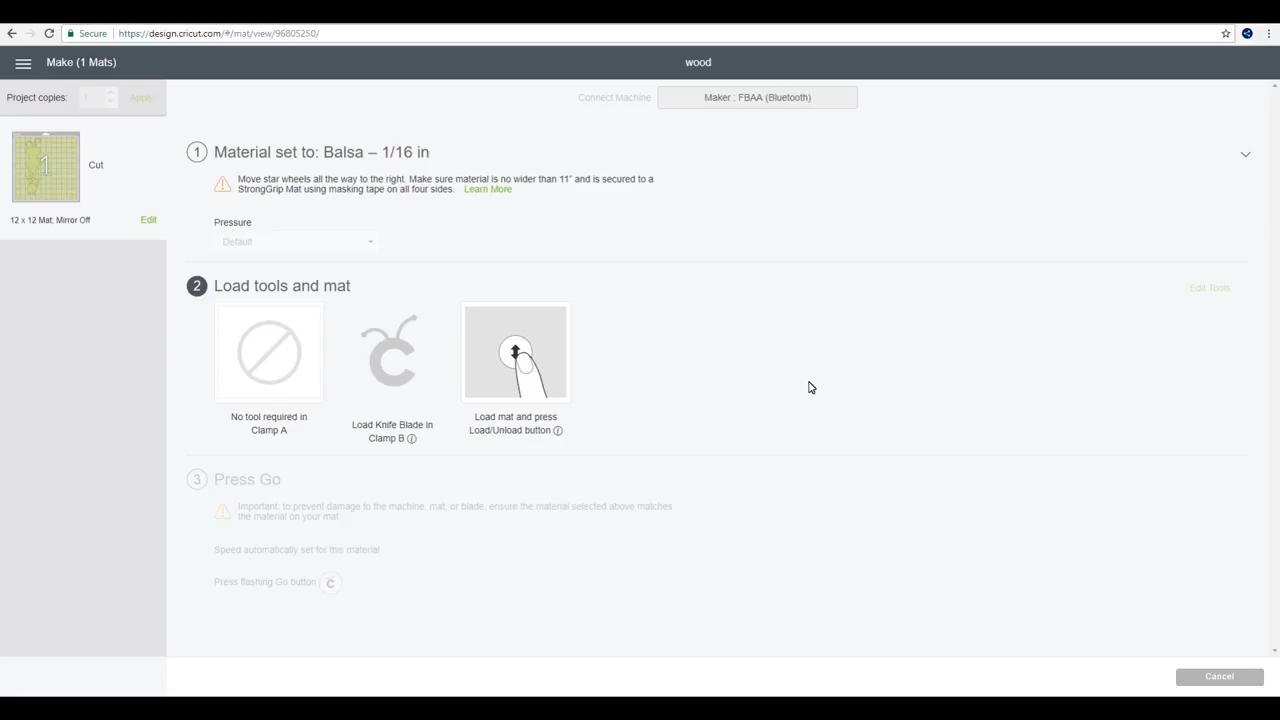 Secure
https://design.cricut.com/#/mat/view/96805250/
Make (1 Mats)
wood
Project copies:
1
Apply
Connect Machine
Maker : FBAA (Bluetooth)
1
Cut
12 x 12 Mat; Mirror Off
Edit
1
Material set to: Balsa – 1/16 in
Move star wheels all the way to the right. Make sure material is no wider than 11" and is secured to a
StrongGrip Mat using masking tape on all four sides. Learn More
Pressure
Default
2
Load tools and mat
Edit Tools
No tool required in
Clamp A
Load Knife Blade in
Clamp B
Load mat and press
Load/Unload button
3
Press Go
Important: to prevent damage to the machine, mat, or blade, ensure the material selected above matches
the material on your mat
Speed automatically set for this material
Press flashing Go button
Cancel